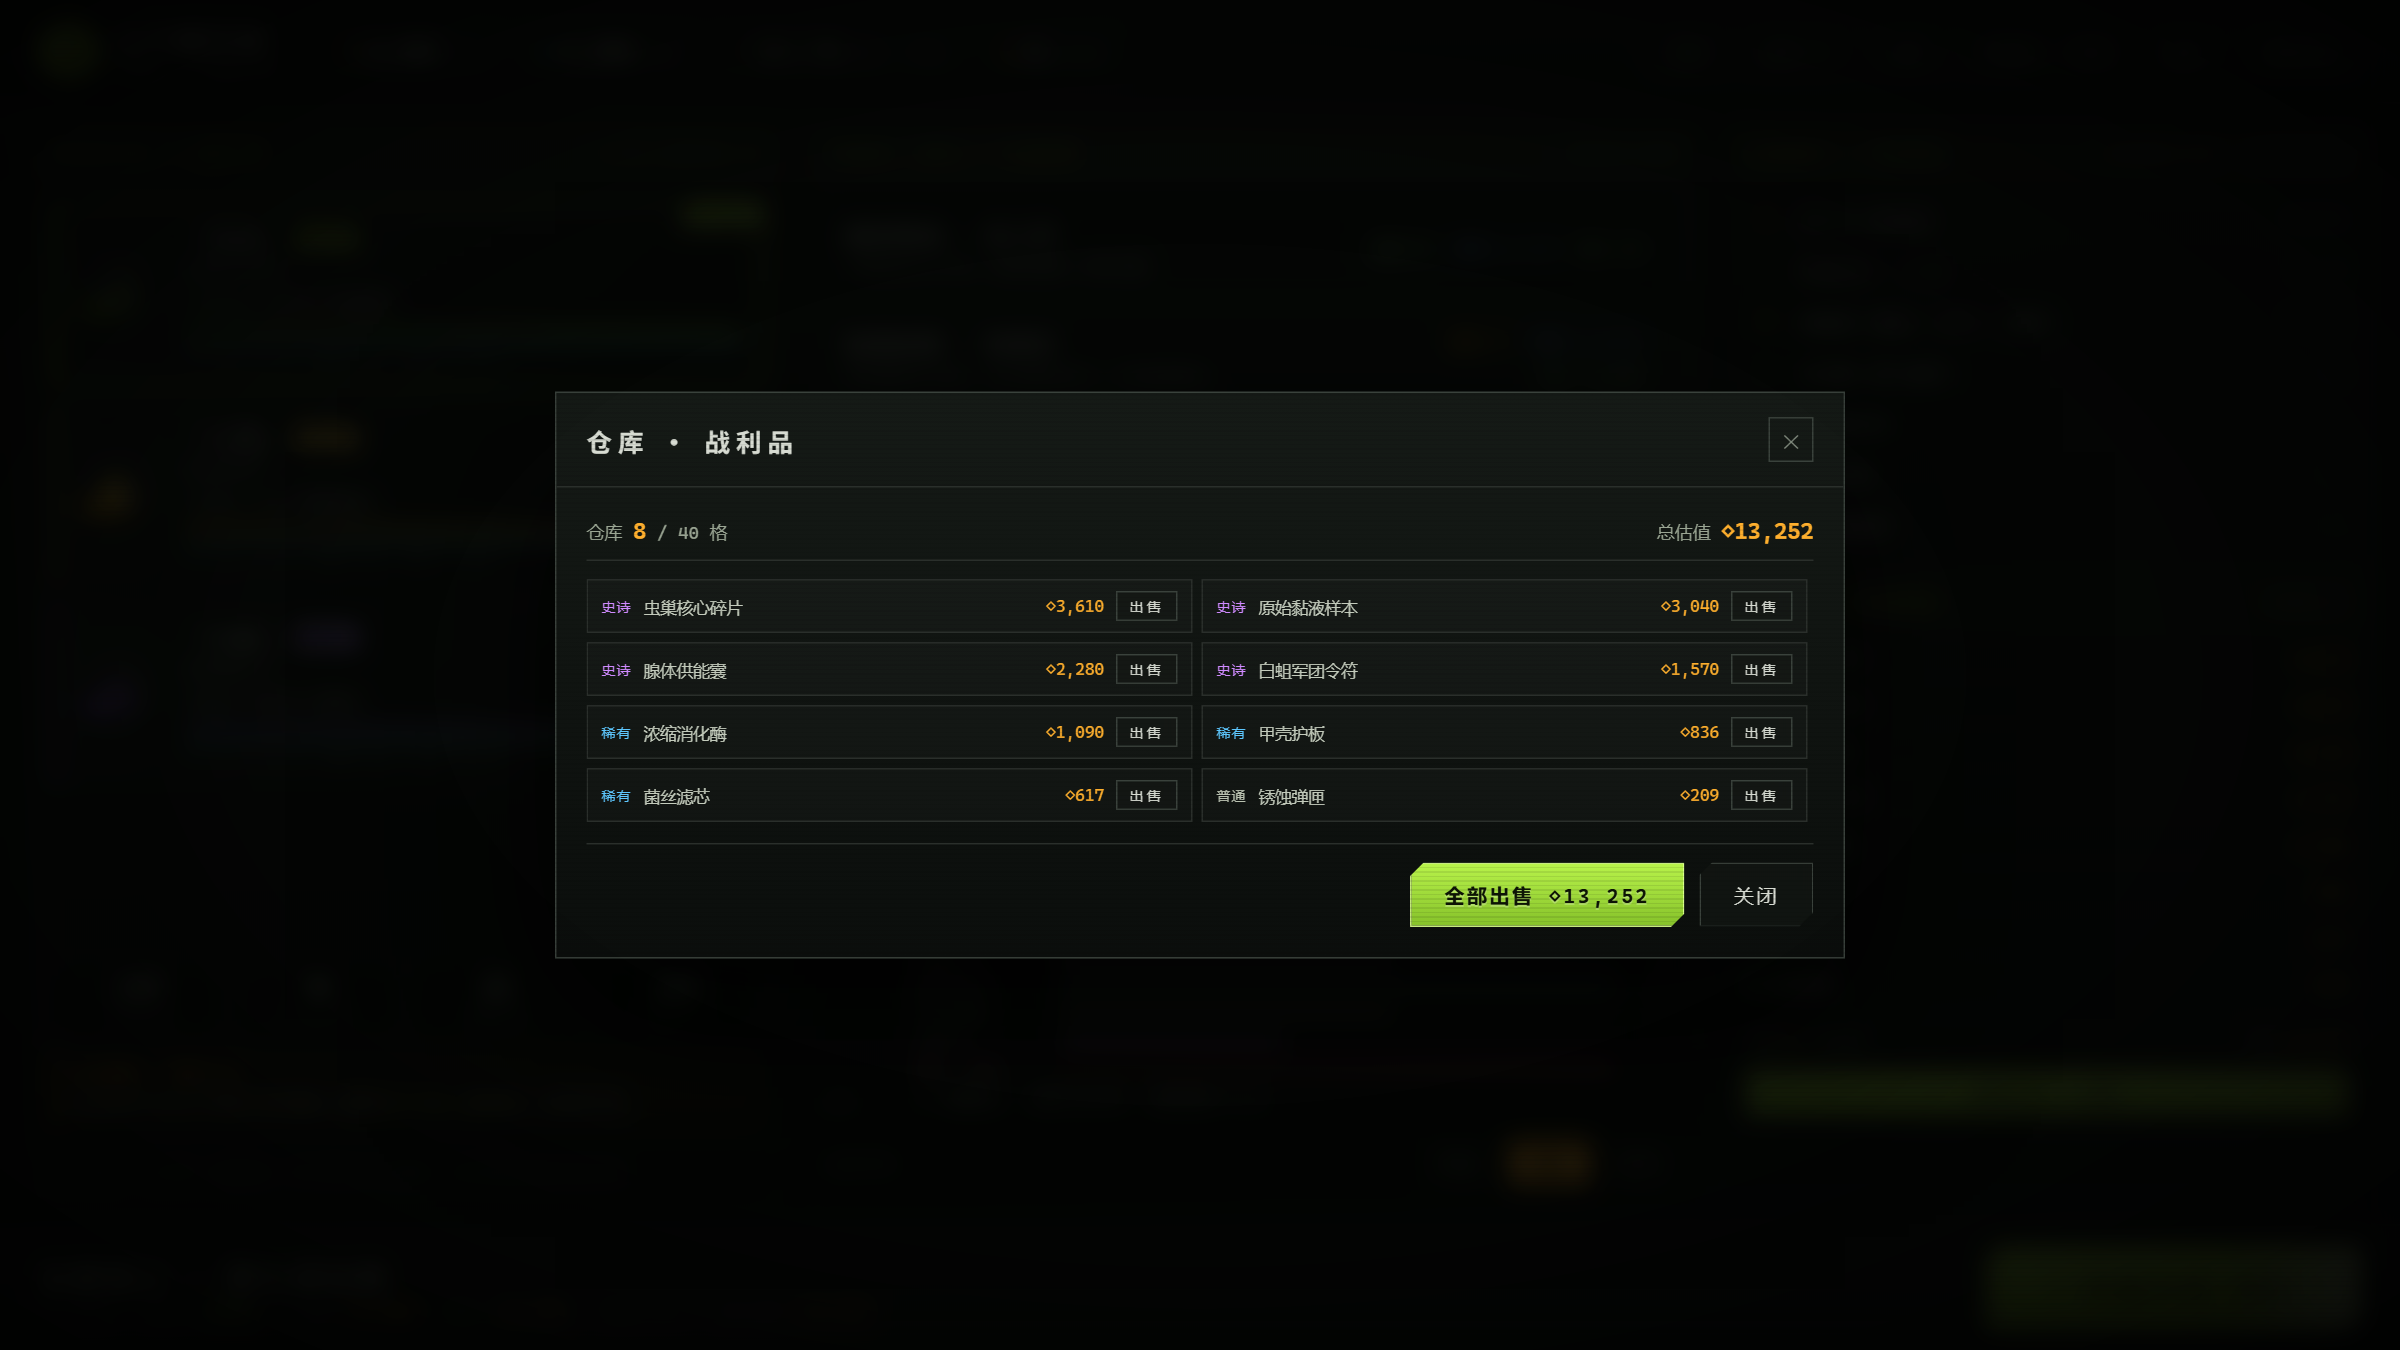 仓库 · 战利品
仓库 8 / 40 格 总估值 ◇13,252
史诗 虫巢核心碎片 ◇3,610 出售
史诗 原始黏液样本 ◇3,040 出售
史诗 腺体供能囊 ◇2,280 出售
史诗 白蛆军团令符 ◇1,570 出售
稀有 浓缩消化酶 ◇1,090 出售
稀有 甲壳护板 ◇836 出售
稀有 菌丝滤芯 ◇617 出售
普通 锈蚀弹匣 ◇209 出售
全部出售 ◇13,252 关闭